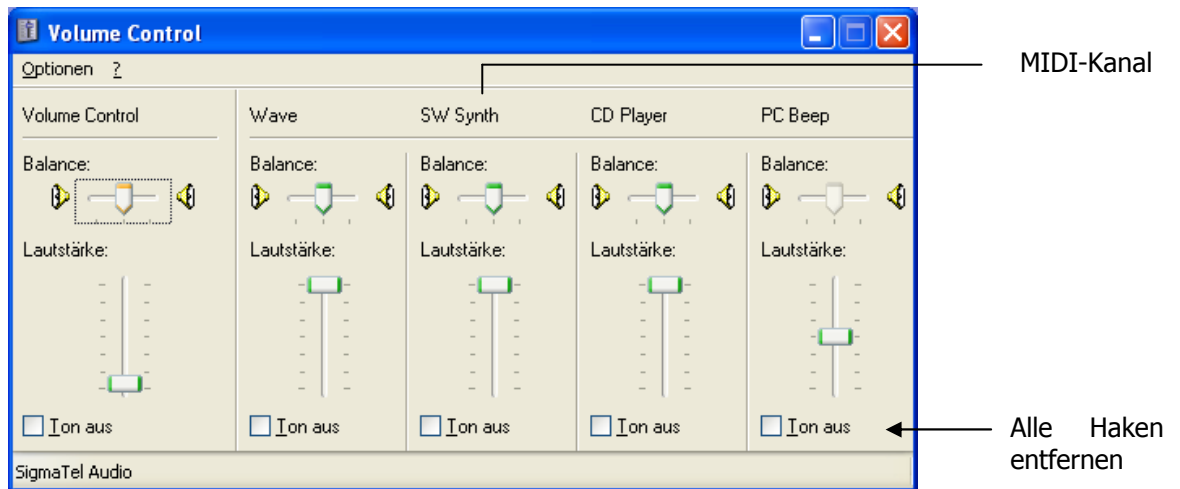 Volume Control
Optionen ?
MIDI-Kanal
Volume Control Wave SW Synth CD Player PC Beep
Balance: Balance: Balance: Balance: Balance:
Lautstärke: Lautstärke: Lautstärke: Lautstärke: Lautstärke:
Ton aus Ton aus Ton aus Ton aus Ton aus
Alle Haken
entfernen
SigmaTel Audio